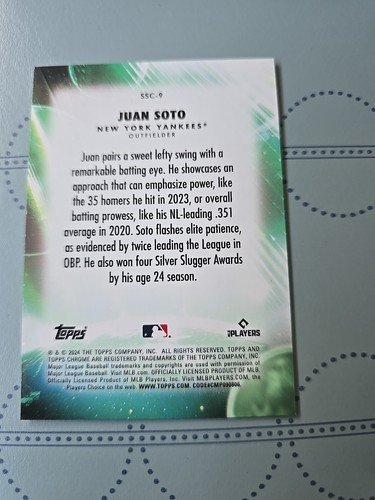 SSC-9
JUAN SOTO
NEW YORK YANKEES®
OUTFIELDER
Juan pairs a sweet lefty swing with a
remarkable batting eye. He showcases an
approach that can emphasize power, like
the 35 homers he hit in 2023, or overall
batting prowess, like his NL-leading .351
average in 2020. Soto flashes elite patience,
as evidenced by twice leading the League in
OBP. He also won four Silver Slugger Awards
by his age 24 season.
Topps®
PLAYERS
® & © 2024 THE TOPPS COMPANY, INC. ALL RIGHTS RESERVED. TOPPS AND
TOPPS CHROME ARE REGISTERED TRADEMARKS OF THE TOPPS COMPANY, INC.
Major League Baseball trademarks and copyrights are used with permission of
Major League Baseball. Visit MLB.com. OFFICIALLY LICENSED PRODUCT OF MLB
Officially Licensed Product of MLB Players, Inc. Visit MLBPLAYERS.COM, the
Players Choice on the web. WWW.TOPPS.COM. CODE#CMP